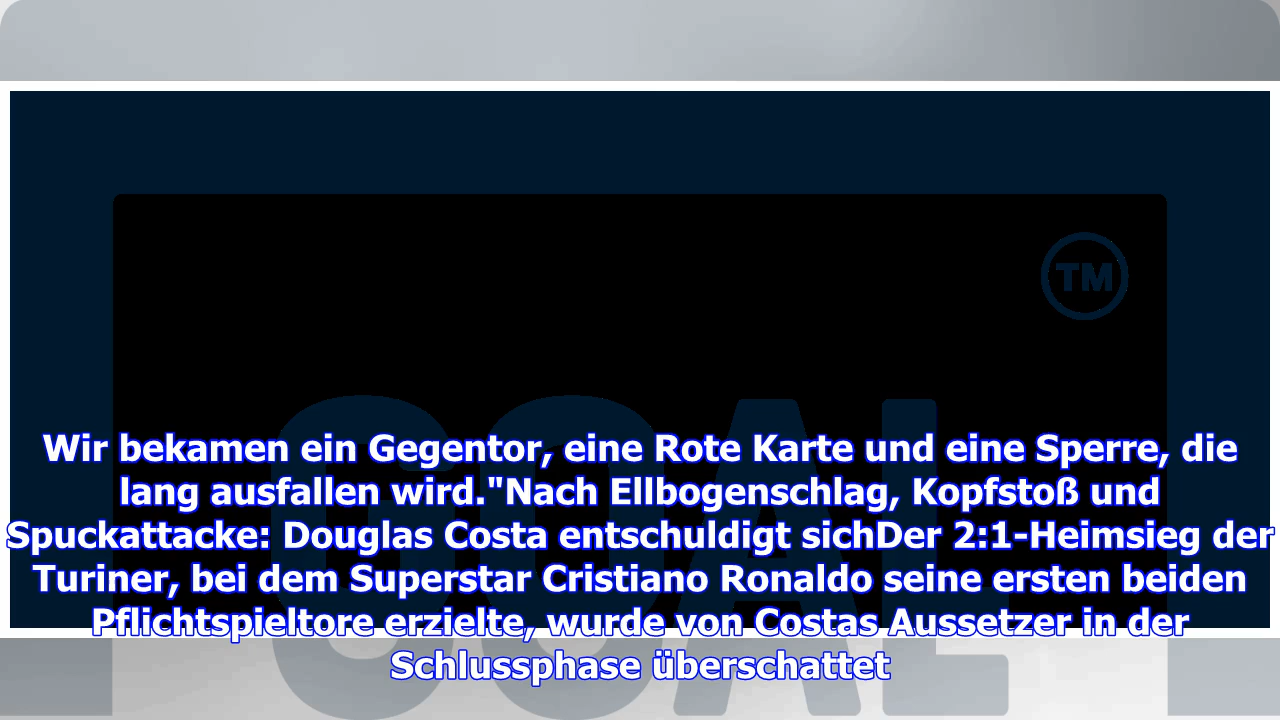 TM
GOAL
Wir bekamen ein Gegentor, eine Rote Karte und eine Sperre, die
lang ausfallen wird."Nach Ellbogenschlag, Kopfstoß und
Spuckattacke: Douglas Costa entschuldigt sichDer 2:1-Heimsieg der
Turiner, bei dem Superstar Cristiano Ronaldo seine ersten beiden
Pflichtspieltore erzielte, wurde von Costas Aussetzer in der
Schlussphase überschattet